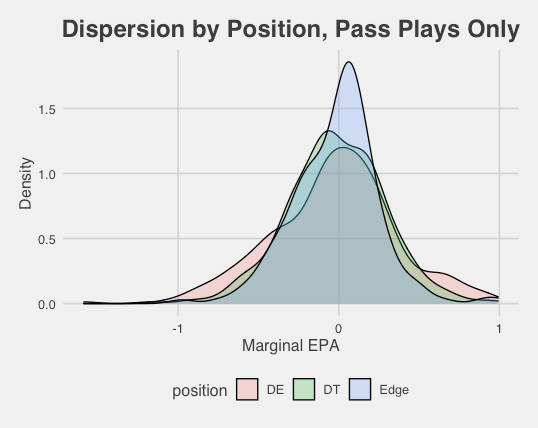 Dispersion by Position, Pass Plays Only
1.5
1.0
0.5
0.0
Density
-1
0
1
Marginal EPA
position DE DT Edge